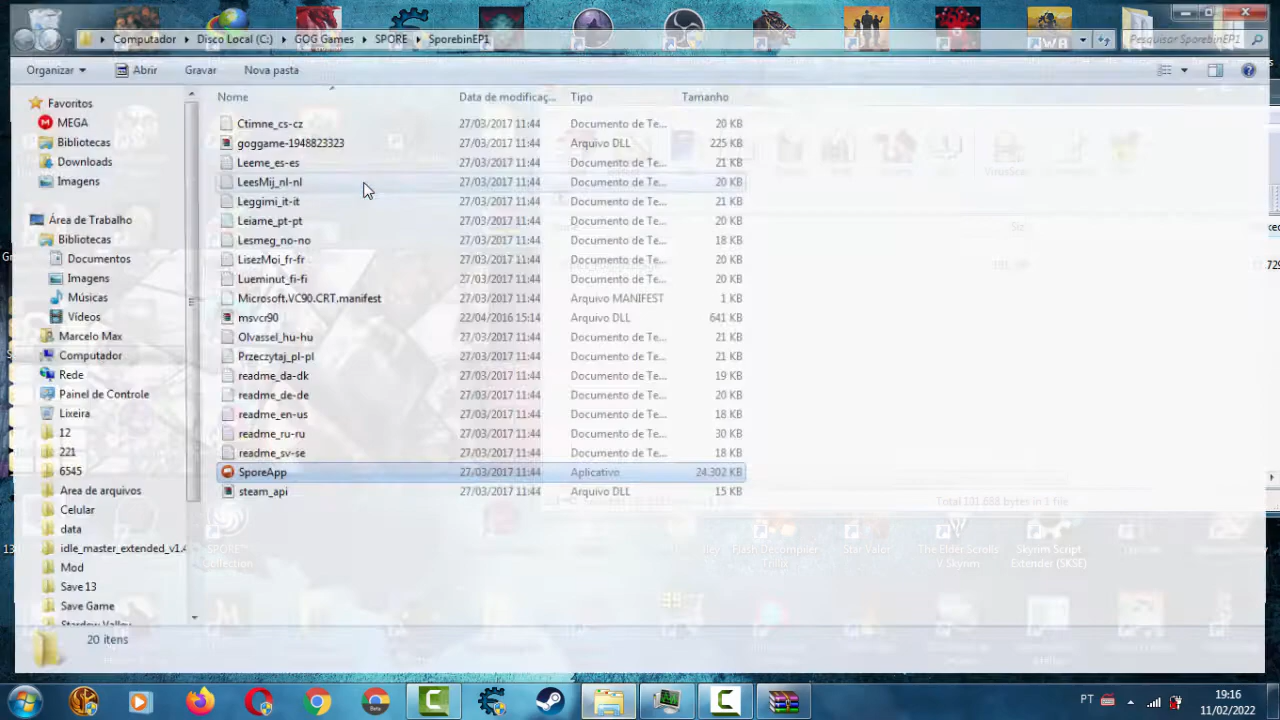 Computador ▸ Disco Local (C:) ▸ GOG Games ▸ SPORE ▸ SporebinEP1
Pesquisar SporebinEP1
Organizar
Abrir
Gravar
Nova pasta
Nome
Data de modificaç...
Tipo
Tamanho
Favoritos
MEGA
Bibliotecas
Downloads
Imagens
Área de Trabalho
Bibliotecas
Documentos
Imagens
Músicas
Vídeos
Marcelo Max
Computador
Rede
Painel de Controle
Lixeira
12
221
6545
Area de arquivos
Celular
data
idle_master_extended_v1.4
Mod
Save 13
Save Game
Stardew Valley
Ctimne_cs-cz 27/03/2017 11:44 Documento de Te... 20 KB
goggame-1948823323 27/03/2017 11:44 Arquivo DLL 225 KB
Leeme_es-es 27/03/2017 11:44 Documento de Te... 21 KB
LeesMij_nl-nl 27/03/2017 11:44 Documento de Te... 20 KB
Leggimi_it-it 27/03/2017 11:44 Documento de Te... 21 KB
Leiame_pt-pt 27/03/2017 11:44 Documento de Te... 20 KB
Lesmeg_no-no 27/03/2017 11:44 Documento de Te... 18 KB
LisezMoi_fr-fr 27/03/2017 11:44 Documento de Te... 20 KB
Lueminut_fi-fi 27/03/2017 11:44 Documento de Te... 20 KB
Microsoft.VC90.CRT.manifest 27/03/2017 11:44 Arquivo MANIFEST 1 KB
msvcr90 22/04/2016 15:14 Arquivo DLL 641 KB
Olvassel_hu-hu 27/03/2017 11:44 Documento de Te... 21 KB
Przeczytaj_pl-pl 27/03/2017 11:44 Documento de Te... 21 KB
readme_da-dk 27/03/2017 11:44 Documento de Te... 19 KB
readme_de-de 27/03/2017 11:44 Documento de Te... 20 KB
readme_en-us 27/03/2017 11:44 Documento de Te... 18 KB
readme_ru-ru 27/03/2017 11:44 Documento de Te... 30 KB
readme_sv-se 27/03/2017 11:44 Documento de Te... 18 KB
SporeApp 27/03/2017 11:44 Aplicativo 24.302 KB
steam_api 27/03/2017 11:44 Arquivo DLL 15 KB
VirusScan
Total 191.688 bytes in 1 file
SPORE
Collection
Flash Decompiler
Trillix
Star Valor
The Elder Scrolls
V Skyrim
Skyrim Script
Extender (SKSE)
20 itens
Beta
PT
19:16
11/02/2022